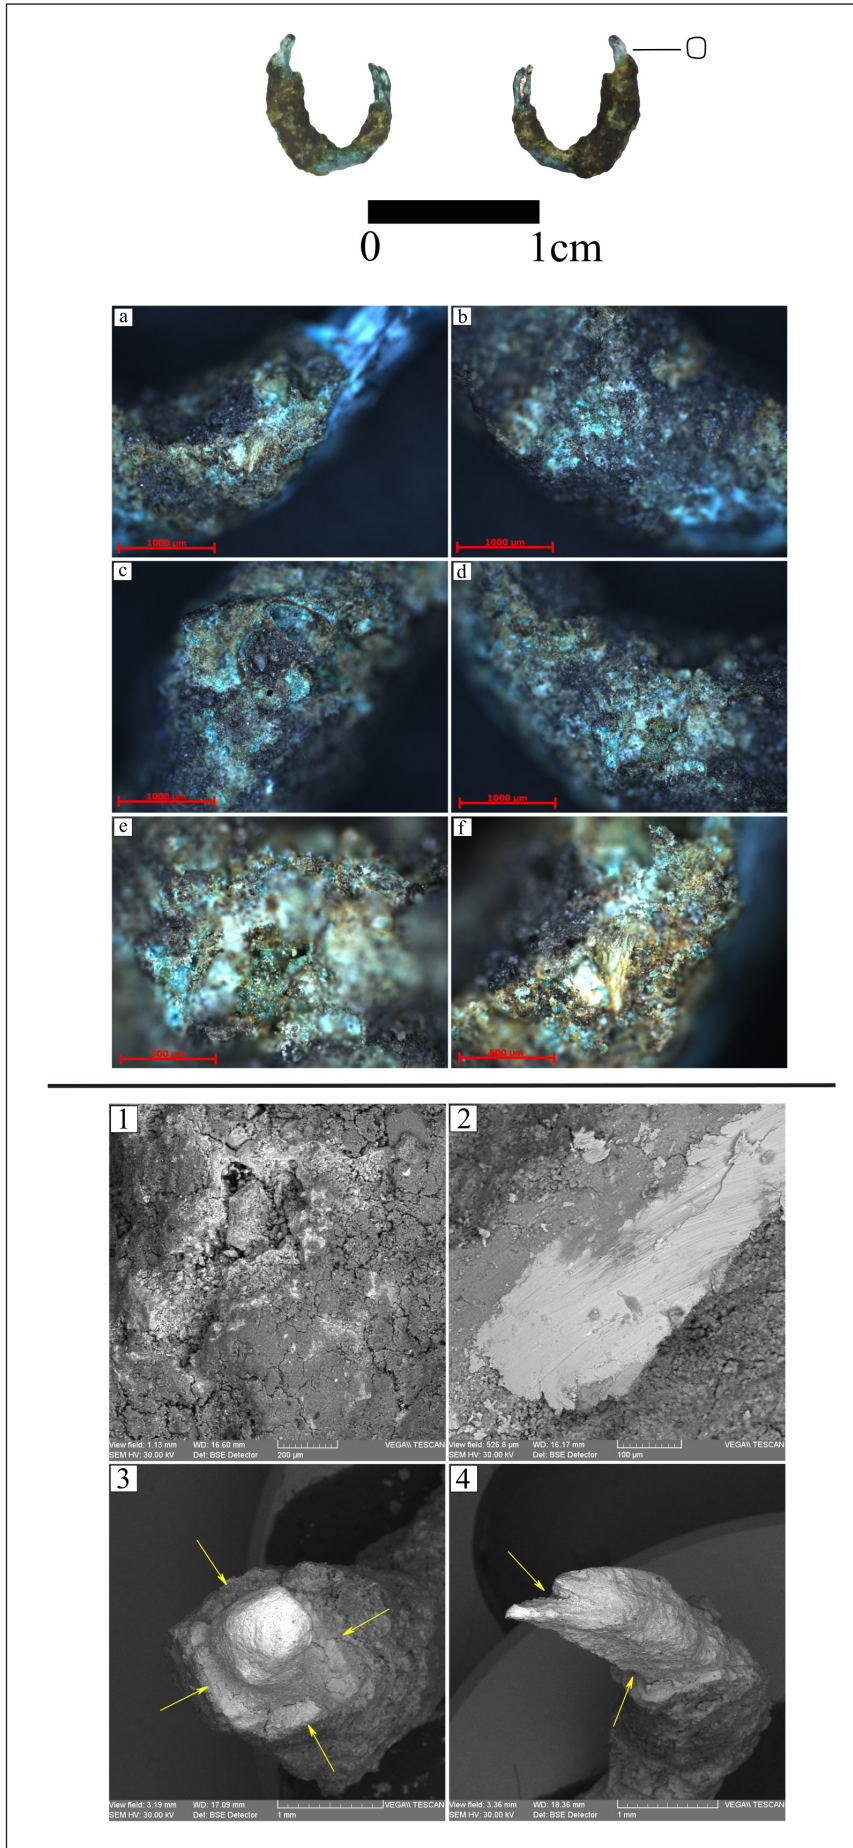 0 1cm
a b
1000 µm 1000 µm
c d
1000 µm 1000 µm
e f
500 µm 500 µm
1 2
View field: 1.13 mm WD: 16.60 mm
SEM HV: 30.00 kV Det: BSE Detector 200 µm VEGA\\ TESCAN
View field: 526.8 µm WD: 16.17 mm
SEM HV: 30.00 kV Det: BSE Detector 100 µm VEGA\\ TESCAN
3 4
View field: 3.19 mm WD: 17.09 mm
SEM HV: 30.00 kV Det: BSE Detector 1 mm VEGA\\ TESCAN
View field: 3.36 mm WD: 18.36 mm
SEM HV: 30.00 kV Det: BSE Detector 1 mm VEGA\\ TESCAN